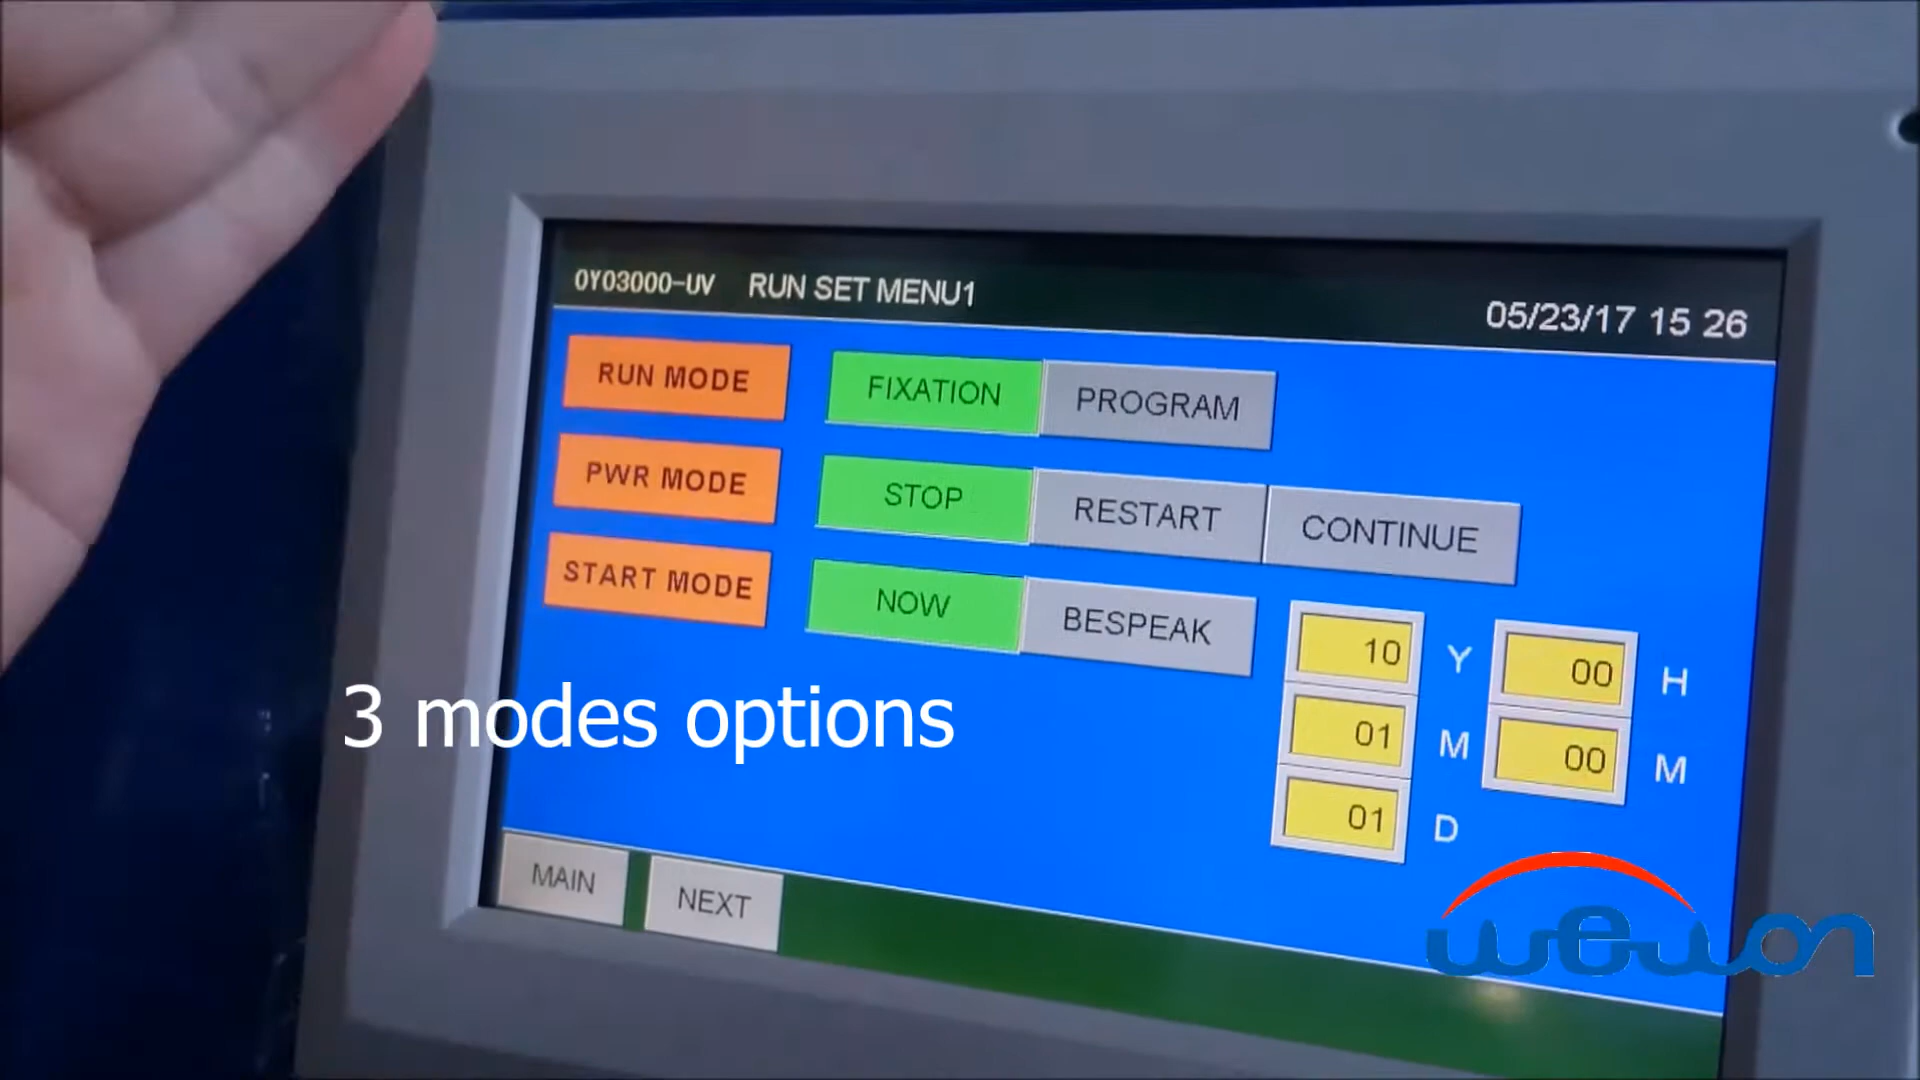 0Y03000-UV RUN SET MENU1 05/23/17 15 26
RUN MODE FIXATION PROGRAM
PWR MODE STOP RESTART CONTINUE
START MODE NOW BESPEAK
10 Y 00 H
01 M 00 M
01 D
3 modes options
MAIN NEXT
wewon